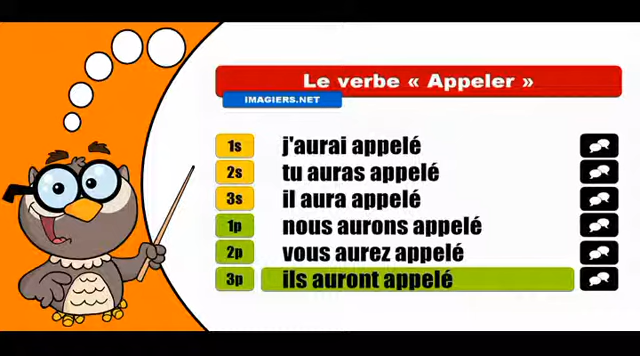 Le verbe « Appeler »
IMAGIERS.NET
1s j'aurai appelé
2s tu auras appelé
3s il aura appelé
1p nous aurons appelé
2p vous aurez appelé
3p ils auront appelé